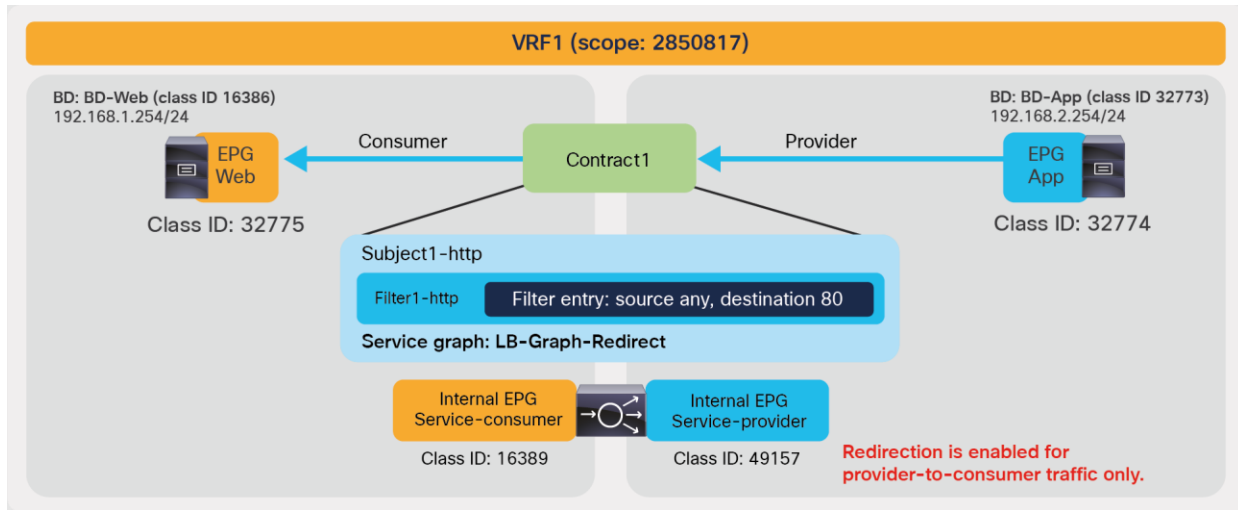 VRF1 (scope: 2850817)
BD: BD-Web (class ID 16386)
192.168.1.254/24
BD: BD-App (class ID 32773)
192.168.2.254/24
EPG
Web
Consumer
Contract1
Provider
EPG
App
Class ID: 32775
Class ID: 32774
Subject1-http
Filter1-http
Filter entry: source any, destination 80
Service graph: LB-Graph-Redirect
Internal EPG
Service-consumer
Internal EPG
Service-provider
Class ID: 16389
Class ID: 49157
Redirection is enabled for
provider-to-consumer traffic only.